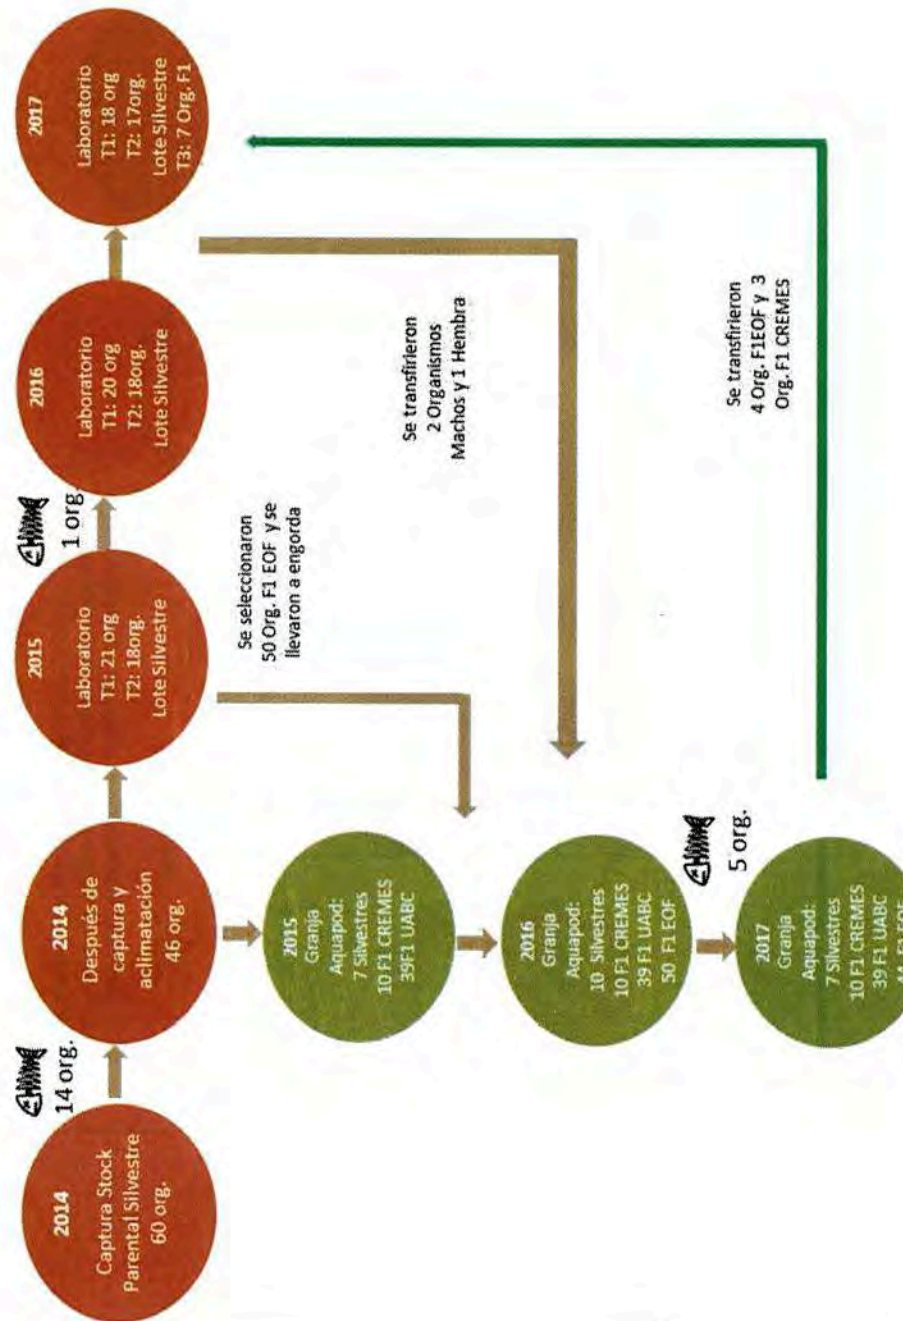 2014
Captura Stock
Parental Silvestre
60 org.
14 org.
2014
Después de
captura y
aclimatación
46 org.
2015
Laboratorio
T1: 21 org
T2: 18org.
Lote Silvestre
1 org.
2016
Laboratorio
T1: 20 org
T2: 18org.
Lote Silvestre
2017
Laboratorio
T1: 18 org
T2: 17org.
Lote Silvestre
T3: 7 Org. F1
Se seleccionaron
50 Org. F1 EOF y se
llevaron a engorda
Se transfirieron
2 Organismos
Machos y 1 Hembra
Se transfirieron
4 Org. F1EOF y 3
Org. F1 CREMES
2015
Granja
Aquapod:
7 Silvestres
10 F1 CREMES
39F1 UABC
2016
Granja
Aquapod:
10 Silvestres
10 F1 CREMES
39 F1 UABC
50 F1 EOF
5 org.
2017
Granja
Aquapod:
7 Silvestres
10 F1 CREMES
39 F1 UABC